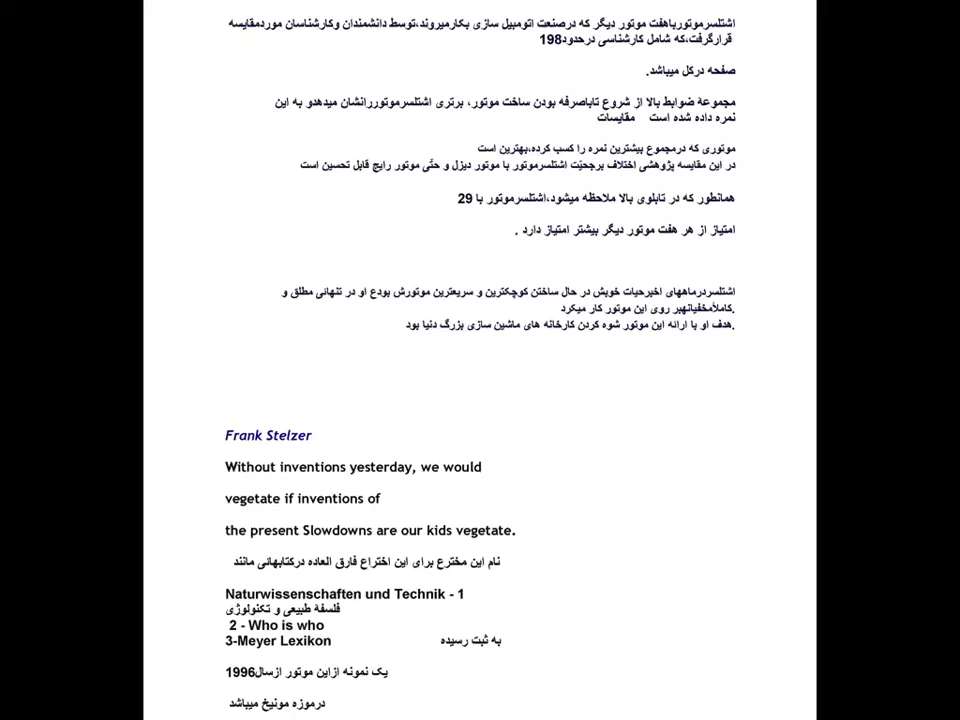 اشتلسرموتورباهفت موتور دیگر که درصنعت اتومبیل سازی بکارمیروند،توسط دانشمندان وکارشناسان موردمقایسه
قرارگرفت،که شامل کارشناسی درحدود198
صفحه درکل میباشد.
مجموعۀ ضوابط بالا از شروع تاباصرفه بودن ساخت موتور، برتری اشتلسرموتوررانشان میدهدو به این
نمره داده شده است مقایسات
موتوری که درمجموع بیشترین نمره را کسب کرده،بهترین است
در این مقایسه پژوهشی اختلاف برجحیّت اشتلسرموتور با موتور دیزل و حتّی موتور رایج قابل تحسین است
همانطور که در تابلوی بالا ملاحظه میشود،اشتلسرموتور با 29
امتیاز از هر هفت موتور دیگر بیشتر امتیاز دارد .
اشتلسردرماههای اخیرحیات خویش در حال ساختن کوچکترین و سریعترین موتورش بودع او در تنهائی مطلق و
.کاملاًمخفیانهبر روی این موتور کار میکرد
.هدف او با ارائه این موتور شوه کردن کارخانه های ماشین سازی بزرگ دنیا بود
Frank Stelzer
Without inventions yesterday, we would
vegetate if inventions of
the present Slowdowns are our kids vegetate.
نام این مخترع برای این اختراع فارق العاده درکتابهائی مانند
Naturwissenschaften und Technik - 1
فلسفۀ طبیعی و تکنولوژی
2 - Who is who
3-Meyer Lexikon به ثبت رسیده
یک نمونه ازاین موتور ازسال1996
درموزه مونیخ میباشد